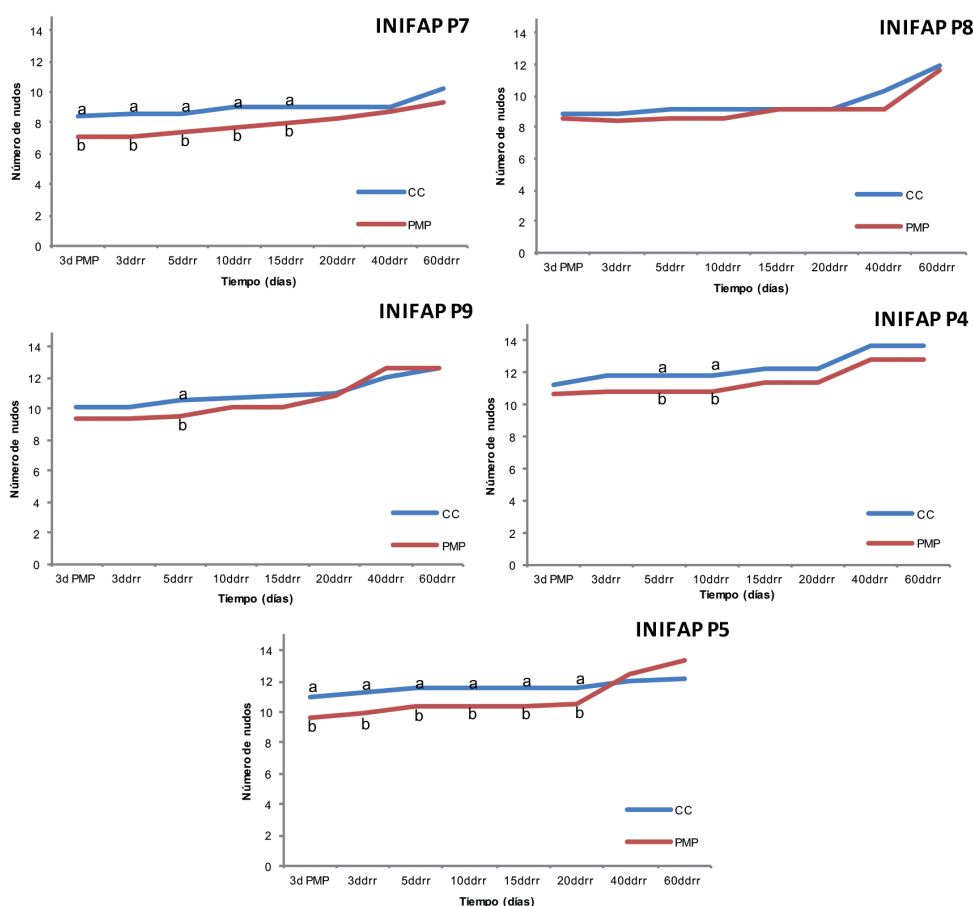 INIFAP P7
Número de nudos
14
12
10
8
6
4
2
0
a a a a a
b b b b b
CC
PMP
3d PMP 3ddrr 5ddrr 10ddrr 15ddrr 20ddrr 40ddrr 60ddrr
Tiempo (días)
INIFAP P8
Número de nudos
14
12
10
8
6
4
2
0
CC
PMP
3d PMP 3ddrr 5ddrr 10ddrr 15ddrr 20ddrr 40ddrr 60ddrr
Tiempo (días)
INIFAP P9
Número de nudos
14
12
10
8
6
4
2
0
a
b
CC
PMP
3d PMP 3ddrr 5ddrr 10ddrr 15ddrr 20ddrr 40ddrr 60ddrr
Tiempo (días)
INIFAP P4
Número de nudos
14
12
10
8
6
4
2
0
a a
b b
CC
PMP
3d PMP 3ddrr 5ddrr 10ddrr 15ddrr 20ddrr 40ddrr 60ddrr
Tiempo (días)
INIFAP P5
Número de nudos
14
12
10
8
6
4
2
0
a a a a a a
b b b b b b
CC
PMP
3d PMP 3ddrr 5ddrr 10ddrr 15ddrr 20ddrr 40ddrr 60ddrr
Tiempo (días)